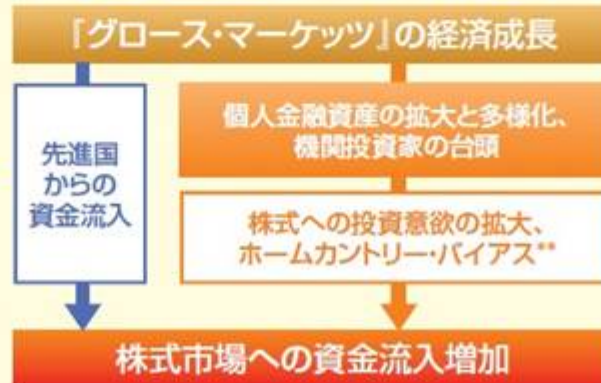 『グロース・マーケッツ』の経済成長
先進国
からの
資金流入
個人金融資産の拡大と多様化、
機関投資家の台頭
株式への投資意欲の拡大、
ホームカントリー・バイアス**
株式市場への資金流入増加